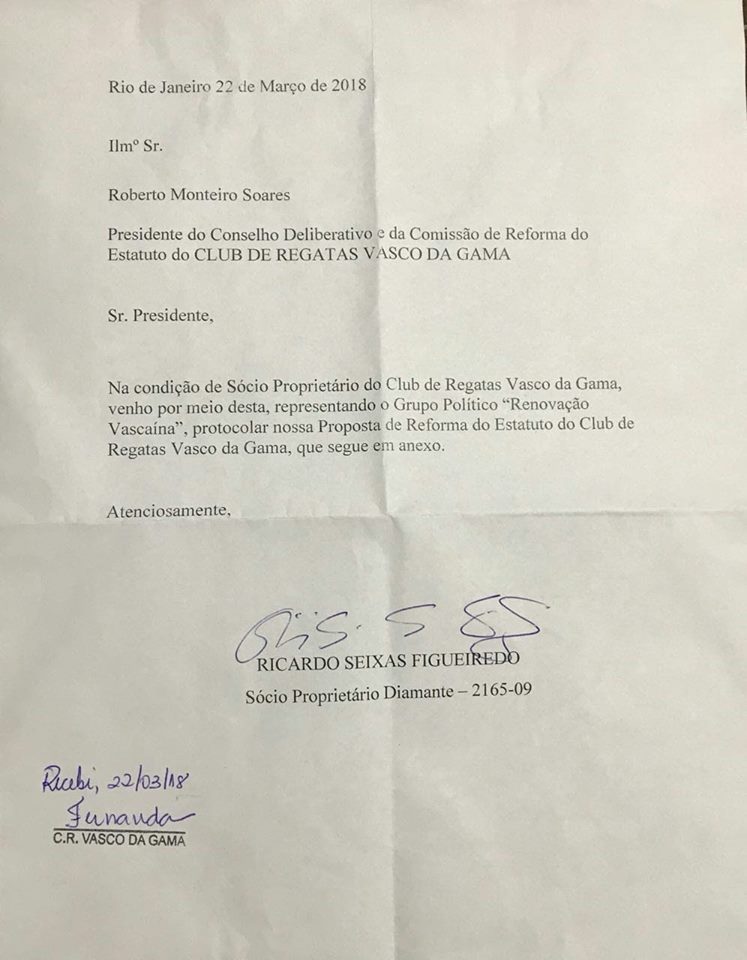 Rio de Janeiro 22 de Março de 2018
Ilmº Sr.
Roberto Monteiro Soares
Presidente do Conselho Deliberativo e da Comissão de Reforma do
Estatuto do CLUB DE REGATAS VASCO DA GAMA
Sr. Presidente,
Na condição de Sócio Proprietário do Club de Regatas Vasco da Gama,
venho por meio desta, representando o Grupo Político “Renovação
Vascaína”, protocolar nossa Proposta de Reforma do Estatuto do Club de
Regatas Vasco da Gama, que segue em anexo.
Atenciosamente,
RICARDO SEIXAS FIGUEIREDO
Sócio Proprietário Diamante – 2165-09
Recebi, 22/03/18
Fernanda
C.R. VASCO DA GAMA